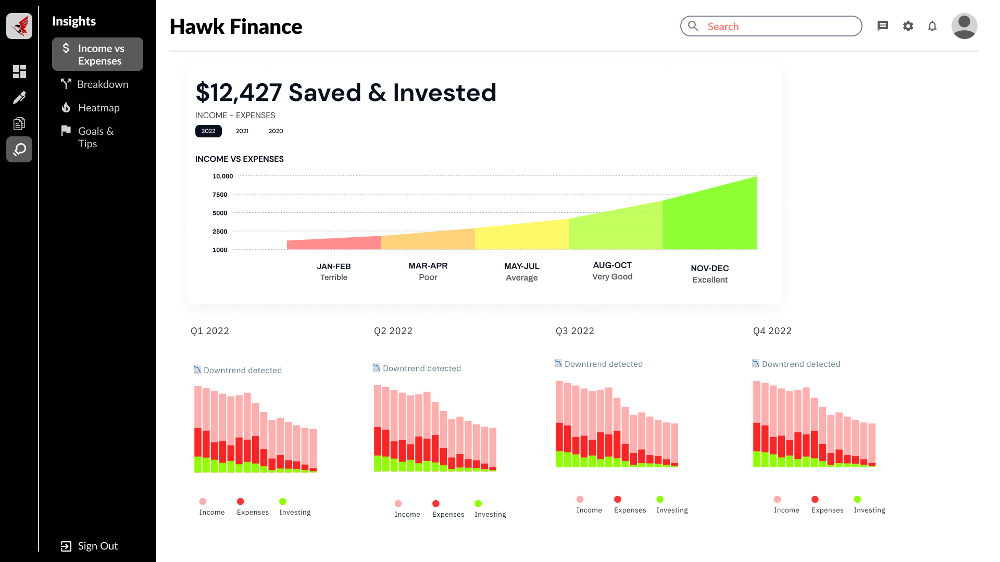 Insights
Income vs
Expenses
Breakdown
Heatmap
Goals &
Tips
Sign Out
Hawk Finance
Search
$12,427 Saved & Invested
INCOME – EXPENSES
2022 2021 2020
INCOME VS EXPENSES
10,000
7500
5000
2500
1000
JAN-FEB
Terrible
MAR-APR
Poor
MAY-JUL
Average
AUG-OCT
Very Good
NOV-DEC
Excellent
Q1 2022
Downtrend detected
Income Expenses Investing
Q2 2022
Downtrend detected
Income Expenses Investing
Q3 2022
Downtrend detected
Income Expenses Investing
Q4 2022
Downtrend detected
Income Expenses Investing